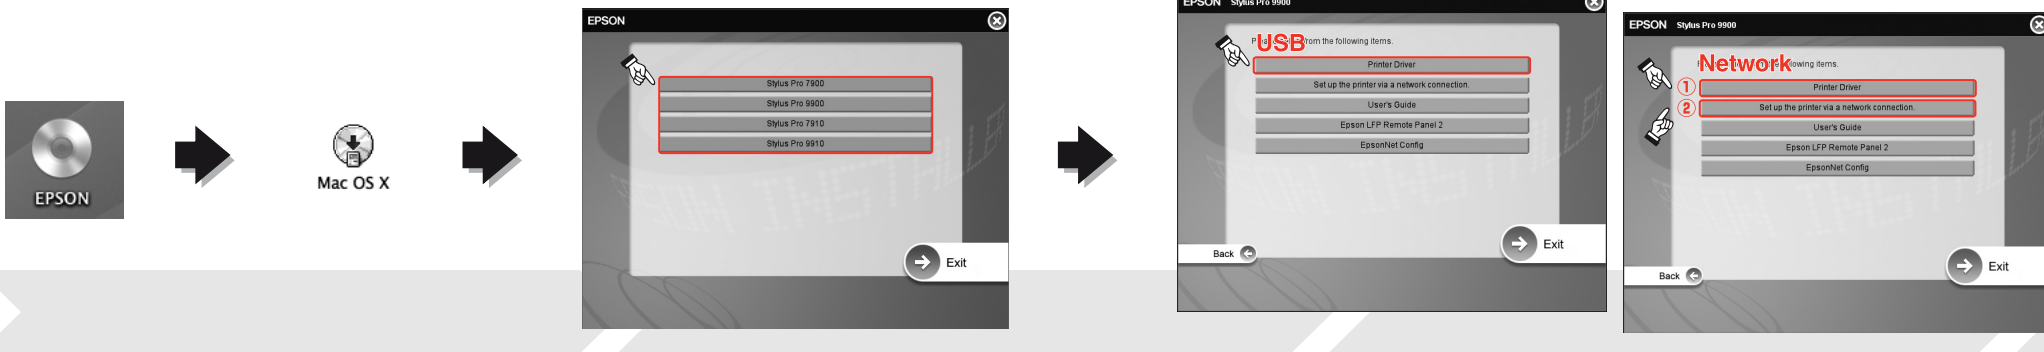 EPSON
Mac OS X
EPSON
Stylus Pro 7900
Stylus Pro 9900
Stylus Pro 7910
Stylus Pro 9910
Exit
EPSON Stylus Pro 9900
from the following items.
USB
Printer Driver
Set up the printer via a network connection.
User's Guide
Epson LFP Remote Panel 2
EpsonNet Config
Back
Exit
EPSON Stylus Pro 9900
lowing items.
Network
① Printer Driver
② Set up the printer via a network connection.
User's Guide
Epson LFP Remote Panel 2
EpsonNet Config
Back
Exit